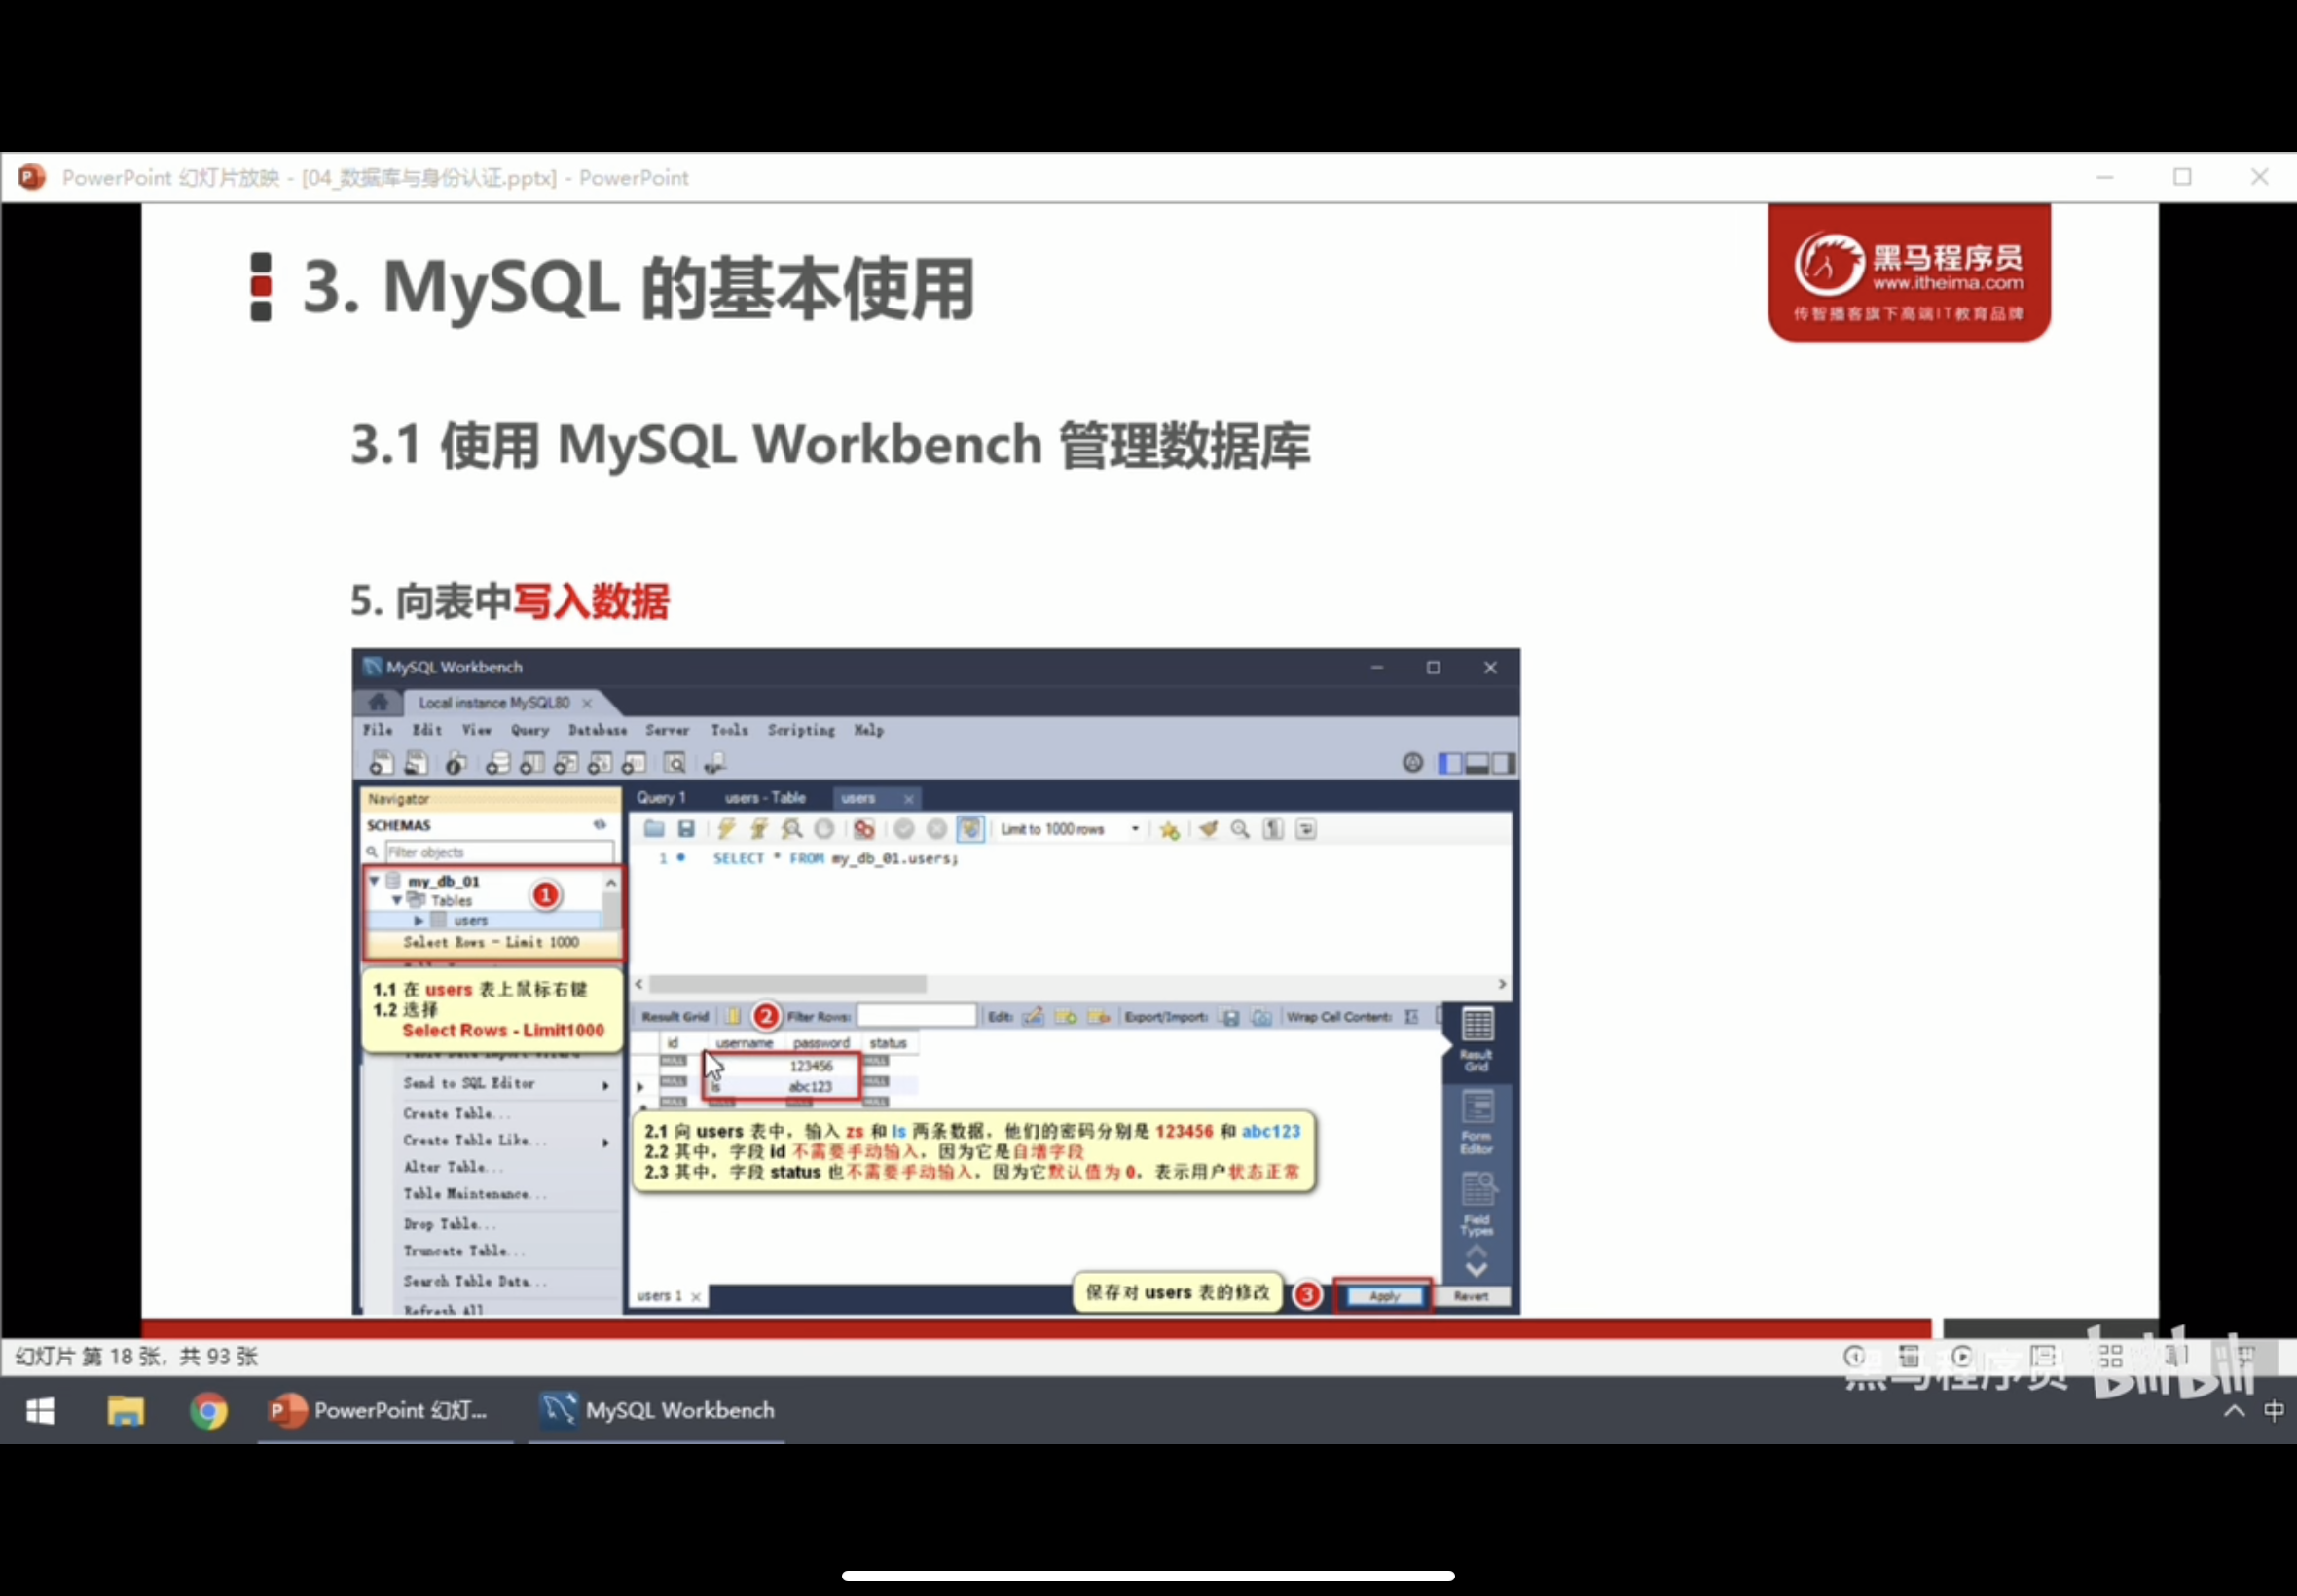 PowerPoint 幻灯片放映 - [04_数据库与身份认证.pptx] - PowerPoint
黑马程序员
www.itheima.com
传智播客旗下高端IT教育品牌
3. MySQL 的基本使用
3.1 使用 MySQL Workbench 管理数据库
5. 向表中写入数据
MySQL Workbench
Local instance MySQL80
File Edit View Query Database Server Tools Scripting Help
Navigator
SCHEMAS
Filter objects
my_db_01
Tables
users
Select Rows - Limit 1000
1
1.1 在 users 表上鼠标右键
1.2 选择
Select Rows - Limit1000
Table Data Import Wizard
Send to SQL Editor
Create Table...
Create Table Like...
Alter Table...
Table Maintenance...
Drop Table...
Truncate Table...
Search Table Data...
Refresh All
Query 1 users - Table users
Limit to 1000 rows
1 SELECT * FROM my_db_01.users;
Result Grid 2 Filter Rows: Edit: Export/Import: Wrap Cell Content:
id username password status
NULL 123456 NULL
NULL ls abc123 NULL
NULL NULL NULL NULL
2.1 向 users 表中，输入 zs 和 ls 两条数据，他们的密码分别是 123456 和 abc123
2.2 其中，字段 id 不需要手动输入，因为它是自增字段
2.3 其中，字段 status 也不需要手动输入，因为它默认值为 0，表示用户状态正常
Result Grid
Form Editor
Field Types
users 1
保存对 users 表的修改
3
Apply
Revert
幻灯片 第 18 张，共 93 张
黑马程序员 bilibili
PowerPoint 幻灯...
MySQL Workbench
中